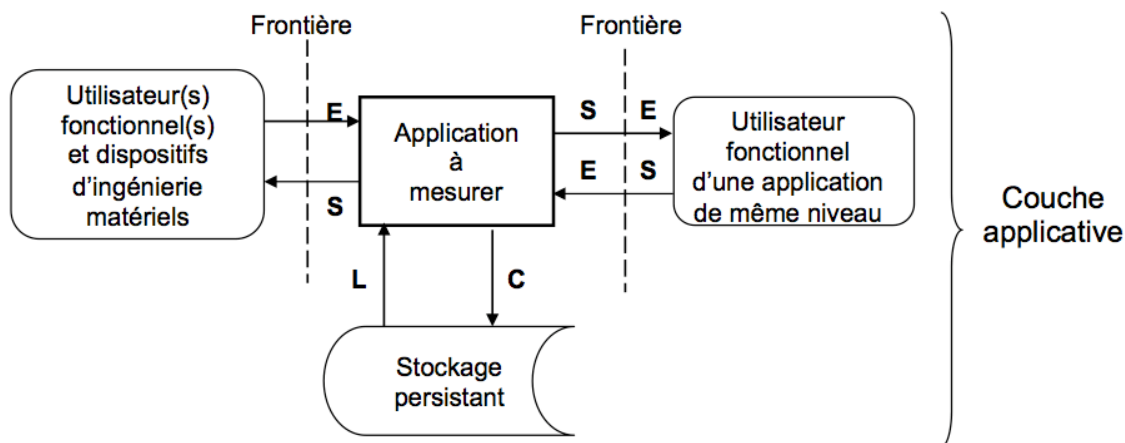 Frontière
Frontière
Utilisateur(s)
fonctionnel(s)
et dispositifs
d'ingénierie
matériels
E
S
Application
à
mesurer
S E
E S
Utilisateur
fonctionnel
d'une application
de même niveau
Couche
applicative
L
C
Stockage
persistant